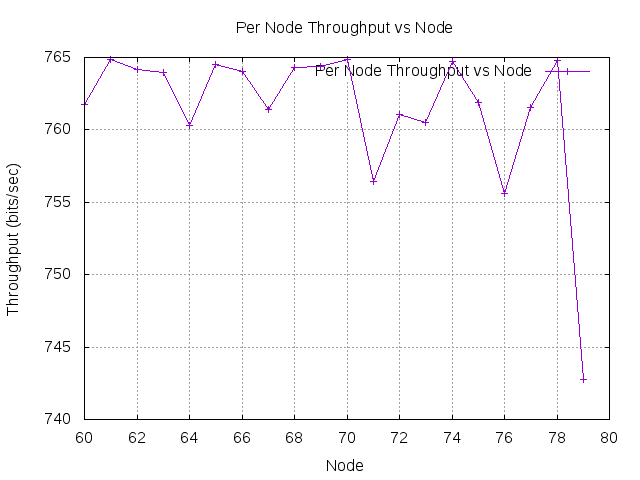 Per Node Throughput vs Node
765
Per Node Throughput vs Node
760
755
750
745
740
Throughput (bits/sec)
60 62 64 66 68 70 72 74 76 78 80
Node